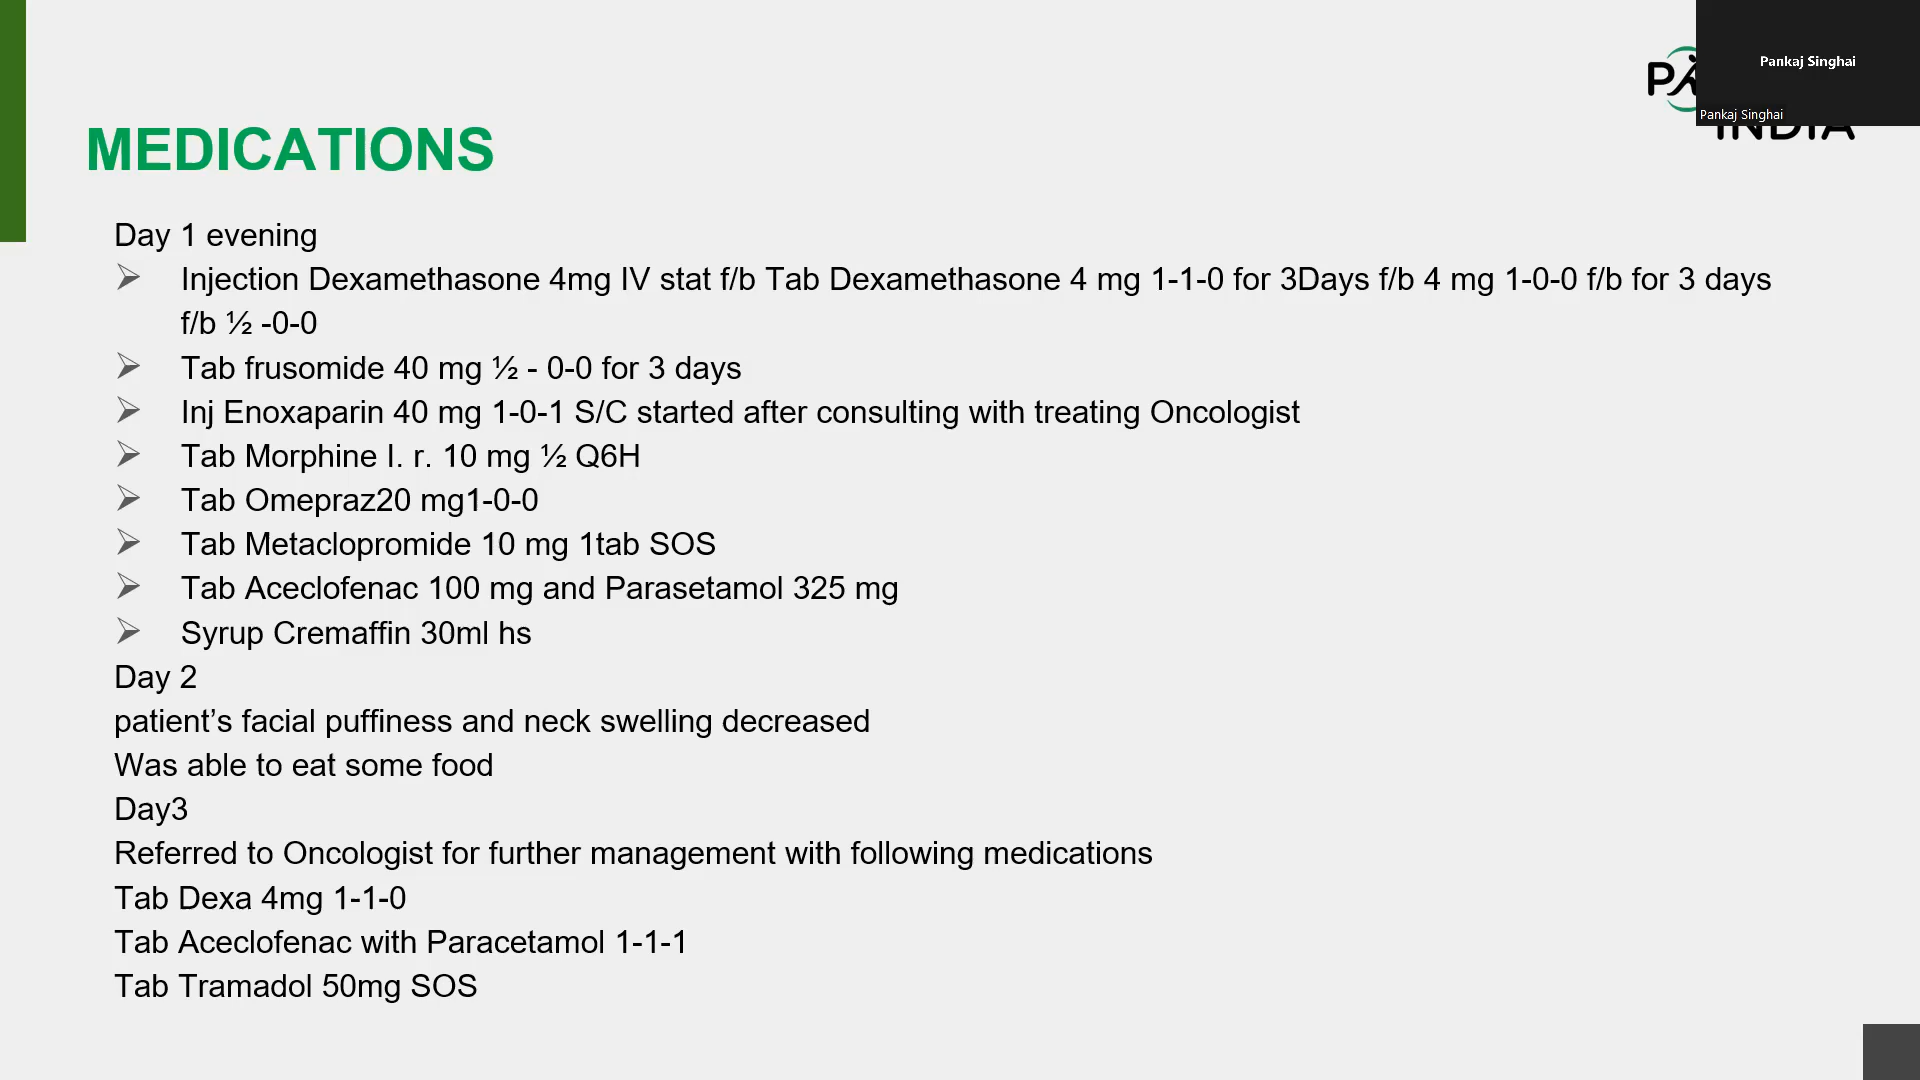 Pankaj Singhai
Pankaj Singhai
INDIA
MEDICATIONS
Day 1 evening
➢ Injection Dexamethasone 4mg IV stat f/b Tab Dexamethasone 4 mg 1-1-0 for 3Days f/b 4 mg 1-0-0 f/b for 3 days
f/b ½ -0-0
➢ Tab frusomide 40 mg ½ - 0-0 for 3 days
➢ Inj Enoxaparin 40 mg 1-0-1 S/C started after consulting with treating Oncologist
➢ Tab Morphine I. r. 10 mg ½ Q6H
➢ Tab Omepraz20 mg1-0-0
➢ Tab Metaclopromide 10 mg 1tab SOS
➢ Tab Aceclofenac 100 mg and Parasetamol 325 mg
➢ Syrup Cremaffin 30ml hs
Day 2
patient’s facial puffiness and neck swelling decreased
Was able to eat some food
Day3
Referred to Oncologist for further management with following medications
Tab Dexa 4mg 1-1-0
Tab Aceclofenac with Paracetamol 1-1-1
Tab Tramadol 50mg SOS